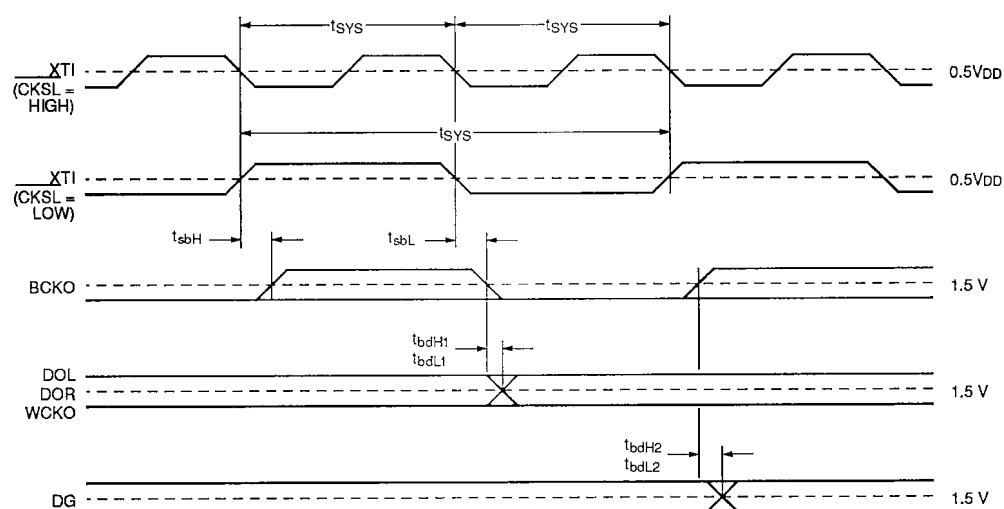 tSYS tSYS
XTI
(CKSL =
HIGH)
0.5VDD
tSYS
XTI
(CKSL =
LOW)
0.5VDD
tsbH tsbL
BCKO
1.5 V
tbdH1
tbdL1
DOL
DOR
WCKO
1.5 V
tbdH2
tbdL2
DG
1.5 V